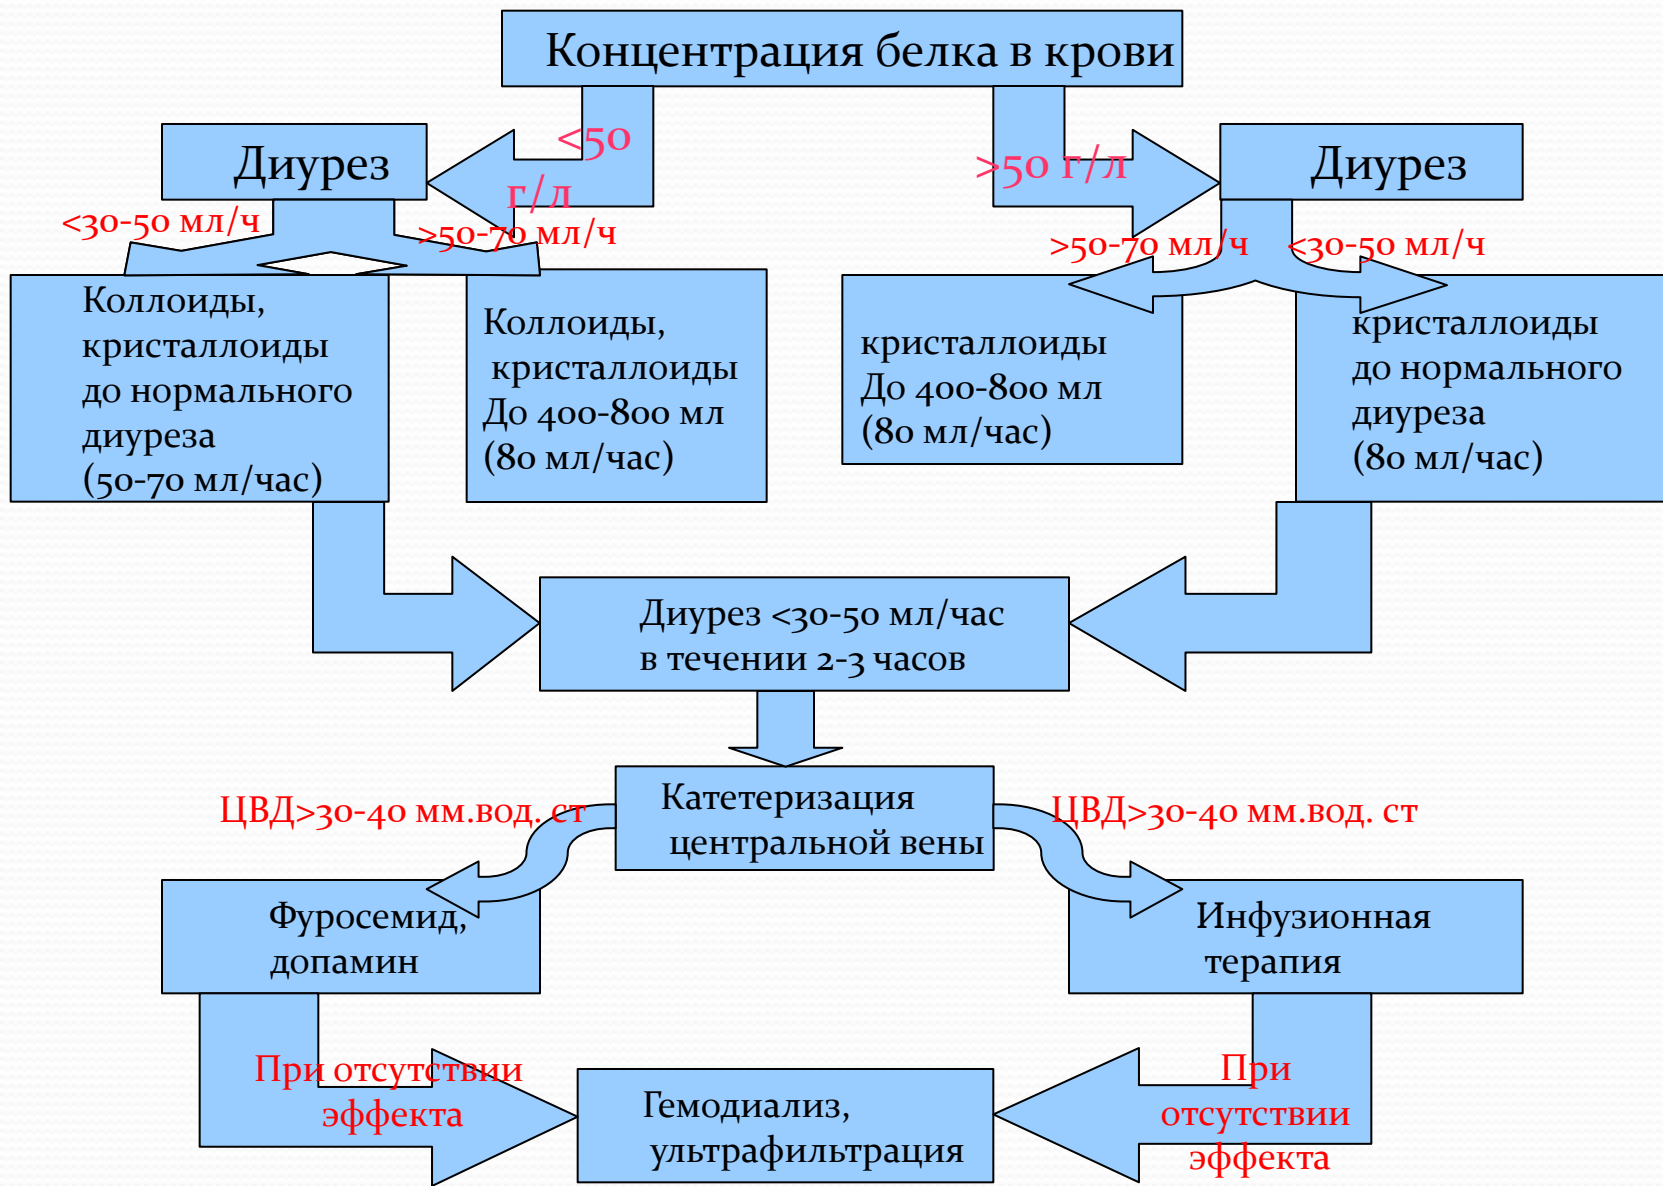 Концентрация белка в крови
<50
г/л
>50 г/л
Диурез
Диурез
<30-50 мл/ч
>50-70 мл/ч
>50-70 мл/ч
<30-50 мл/ч
Коллоиды,
кристаллоиды
до нормального
диуреза
(50-70 мл/час)
Коллоиды,
кристаллоиды
До 400-800 мл
(80 мл/час)
кристаллоиды
До 400-800 мл
(80 мл/час)
кристаллоиды
до нормального
диуреза
(80 мл/час)
Диурез <30-50 мл/час
в течении 2-3 часов
Катетеризация
центральной вены
ЦВД>30-40 мм.вод. ст
ЦВД>30-40 мм.вод. ст
Фуросемид,
допамин
Инфузионная
терапия
При отсутствии
эффекта
При
отсутствии
эффекта
Гемодиализ,
ультрафильтрация